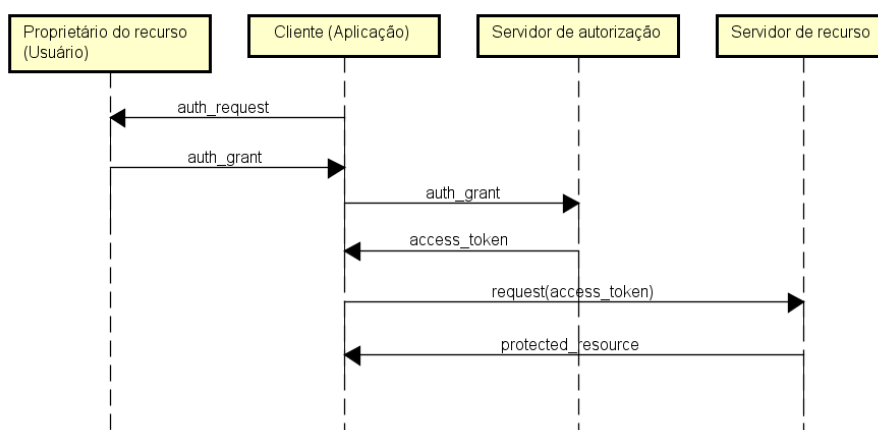 Proprietário do recurso
(Usuário)
Cliente (Aplicação)
Servidor de autorização
Servidor de recurso
auth_request
auth_grant
auth_grant
access_token
request(access_token)
protected_resource